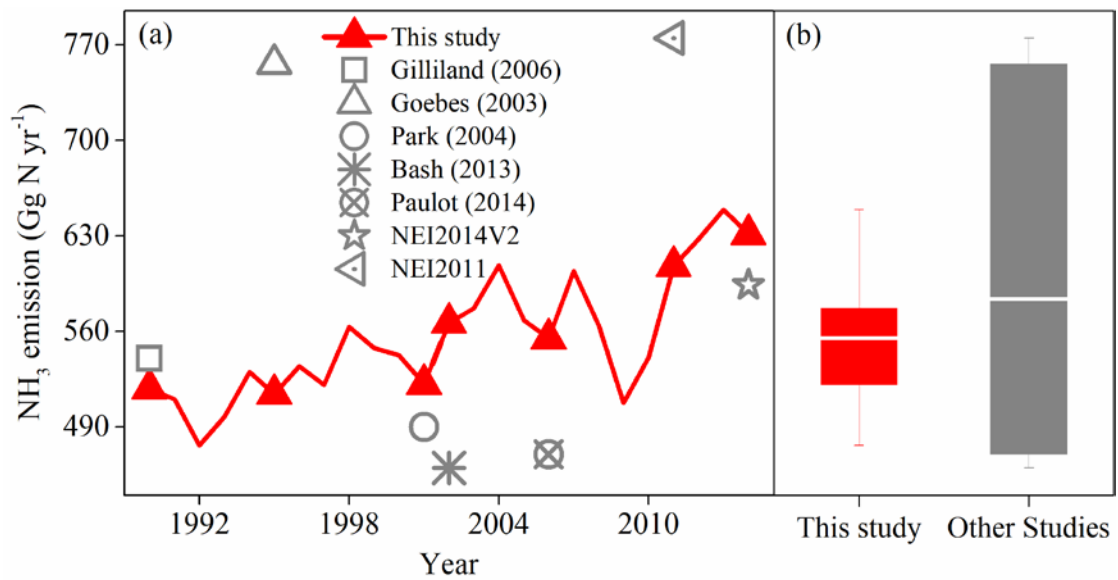 (a)
This study
Gilliland (2006)
Goebes (2003)
Park (2004)
Bash (2013)
Paulot (2014)
NEI2014V2
NEI2011
NH₃ emission (Gg N yr⁻¹)
770
700
630
560
490
1992
1998
2004
2010
Year
(b)
This study
Other Studies